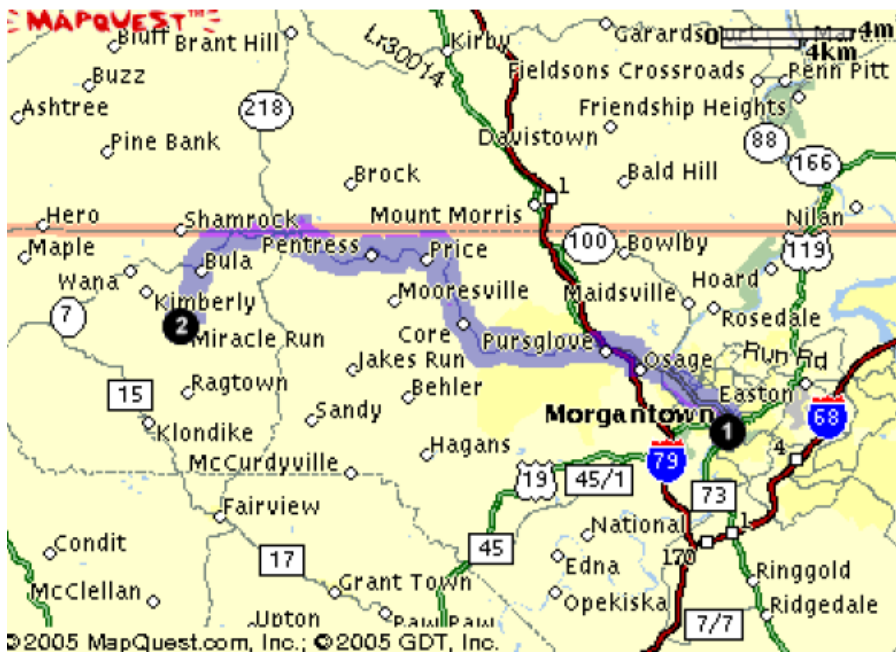 MAPQUEST™
Bluff
Brant Hill
Kirby
Garards
0
4m
4km
Lr30014
Buzz
Fieldsons Crossroads
Penn Pitt
Ashtree
218
Friendship Heights
Davistown
88
Pine Bank
166
Brock
1
Bald Hill
Hero
Shamrock
Mount Morris
Nilan
Maple
Pentress
Price
100
Bowlby
119
Wana
Bula
Hoard
Kimberly
Mooresville
Maidsville
7
2
Miracle Run
Core
Pursglove
Rosedale
Osage
Run Rd
Jakes Run
15
Ragtown
Behler
Easton
Sandy
Morgantown
1
68
Klondike
Hagans
79
4
McCurdyville
19
45/1
73
Fairview
1
National
Condit
45
170
17
Edna
Ringgold
McClellan
Grant Town
Opekiska
Ridgedale
Upton
Paw Paw
7/7
©2005 MapQuest.com, Inc.; ©2005 GDT, Inc.